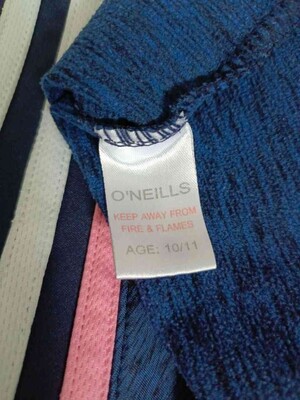 O'NEILLS
KEEP AWAY FROM
FIRE & FLAMES
AGE: 10/11